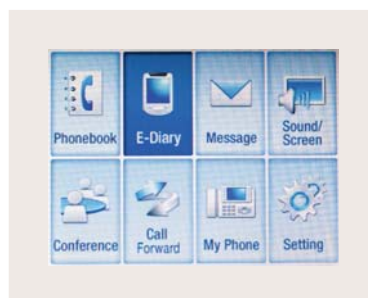 Phonebook
E-Diary
Message
Sound/
Screen
Conference
Call
Forward
My Phone
Setting